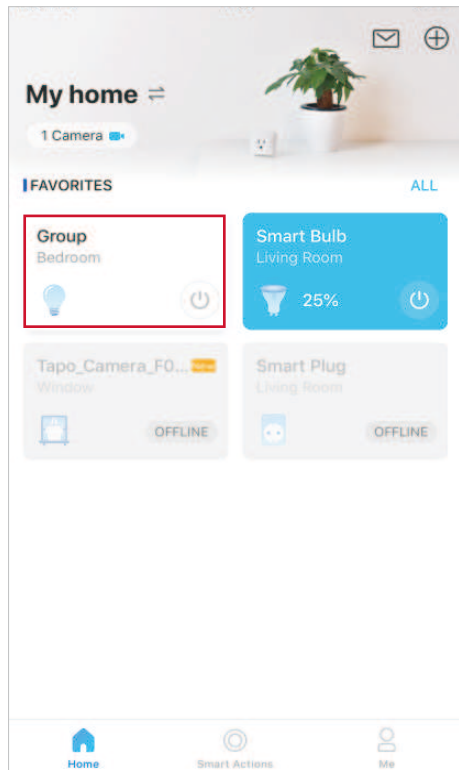 My home
1 Camera
FAVORITES
ALL
Group
Bedroom
Smart Bulb
Living Room
25%
Tapo_Camera_F0...
Window
OFFLINE
Smart Plug
Living Room
OFFLINE
Home
Smart Actions
Me